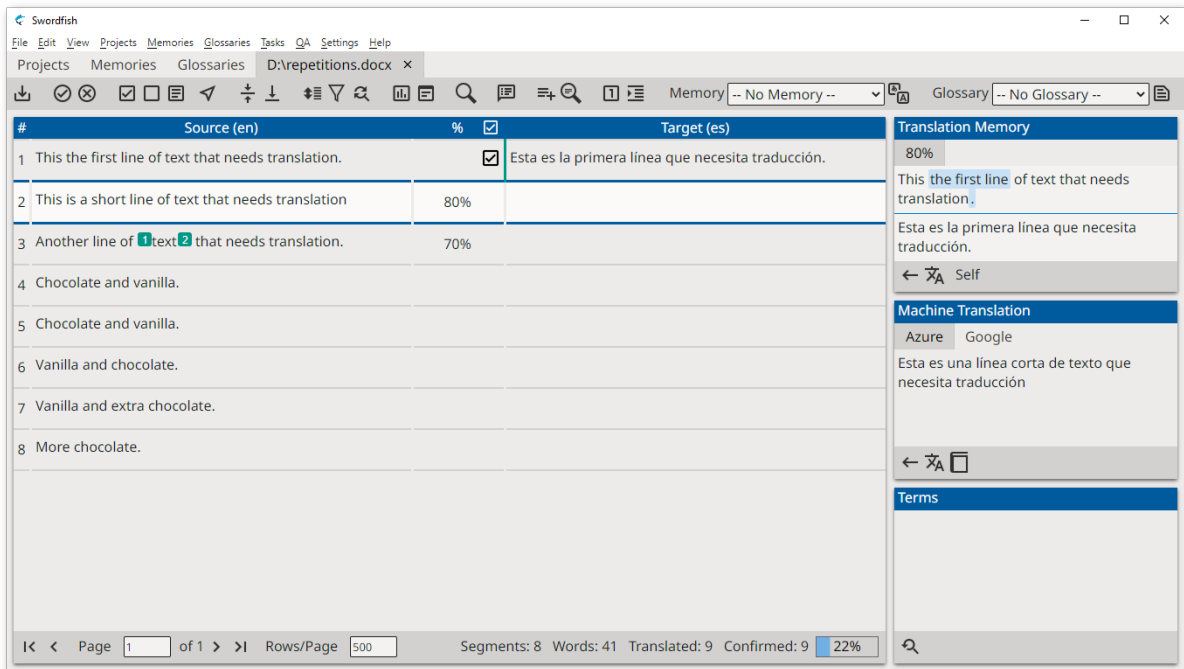 Swordfish
File Edit View Projects Memories Glossaries Tasks QA Settings Help
Projects Memories Glossaries D:\repetitions.docx ×
Memory -- No Memory -- Glossary -- No Glossary --
# Source (en) % Target (es)
1 This the first line of text that needs translation. Esta es la primera línea que necesita traducción.
2 This is a short line of text that needs translation 80%
3 Another line of 1text2 that needs translation. 70%
4 Chocolate and vanilla.
5 Chocolate and vanilla.
6 Vanilla and chocolate.
7 Vanilla and extra chocolate.
8 More chocolate.
Page 1 of 1 Rows/Page 500 Segments: 8 Words: 41 Translated: 9 Confirmed: 9 22%
Translation Memory
80%
This the first line of text that needs
translation.
Esta es la primera línea que necesita
traducción.
Self
Machine Translation
Azure Google
Esta es una línea corta de texto que
necesita traducción
Terms